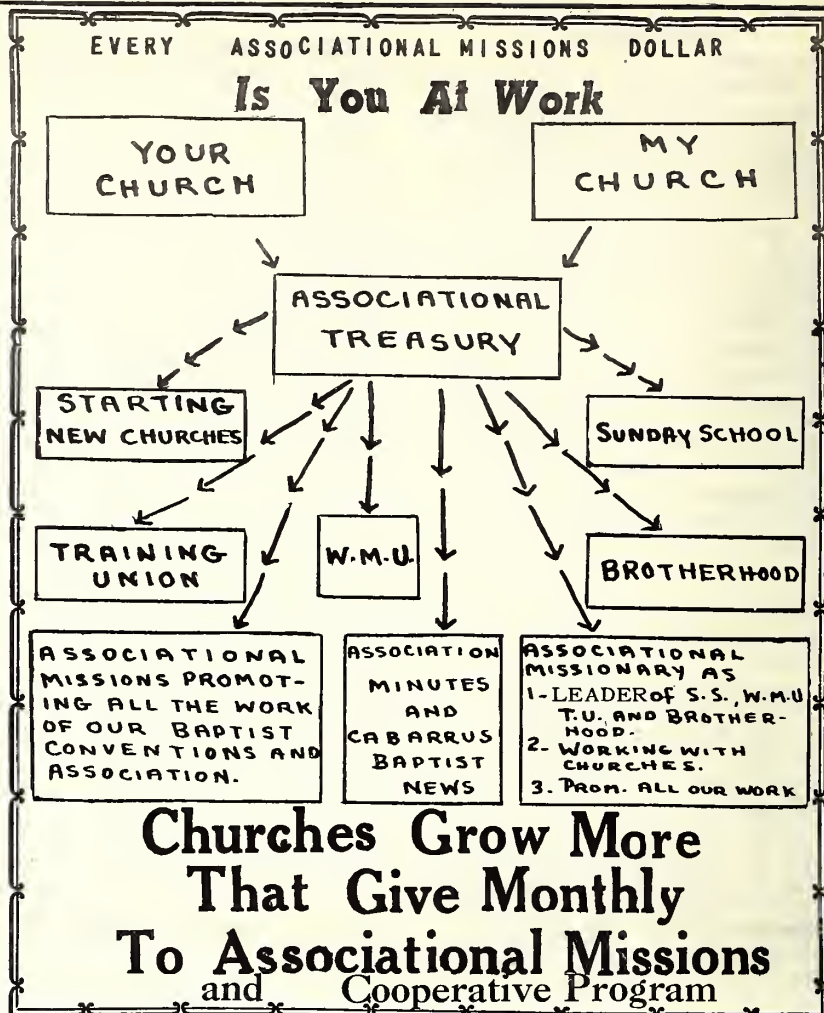 EVERY ASSOCIATIONAL MISSIONS DOLLAR
Is You At Work
YOUR
CHURCH
MY
CHURCH
ASSOCIATIONAL
TREASURY
STARTING
NEW CHURCHES
SUNDAY SCHOOL
TRAINING
UNION
W.M.U.
BROTHERHOOD
ASSOCIATIONAL
MISSIONS PROMOT-
ING ALL THE WORK
OF OUR BAPTIST
CONVENTIONS AND
ASSOCIATION.
ASSOCIATION
MINUTES
AND
CABARRUS
BAPTIST
NEWS
ASSOCIATIONAL
MISSIONARY AS
1-LEADER of S.S., W.M.U
T.U. AND BROTHER-
HOOD.
2- WORKING WITH
CHURCHES.
3. PROM. ALL OUR WORK
Churches Grow More
That Give Monthly
To Associational Missions
and Cooperative Program